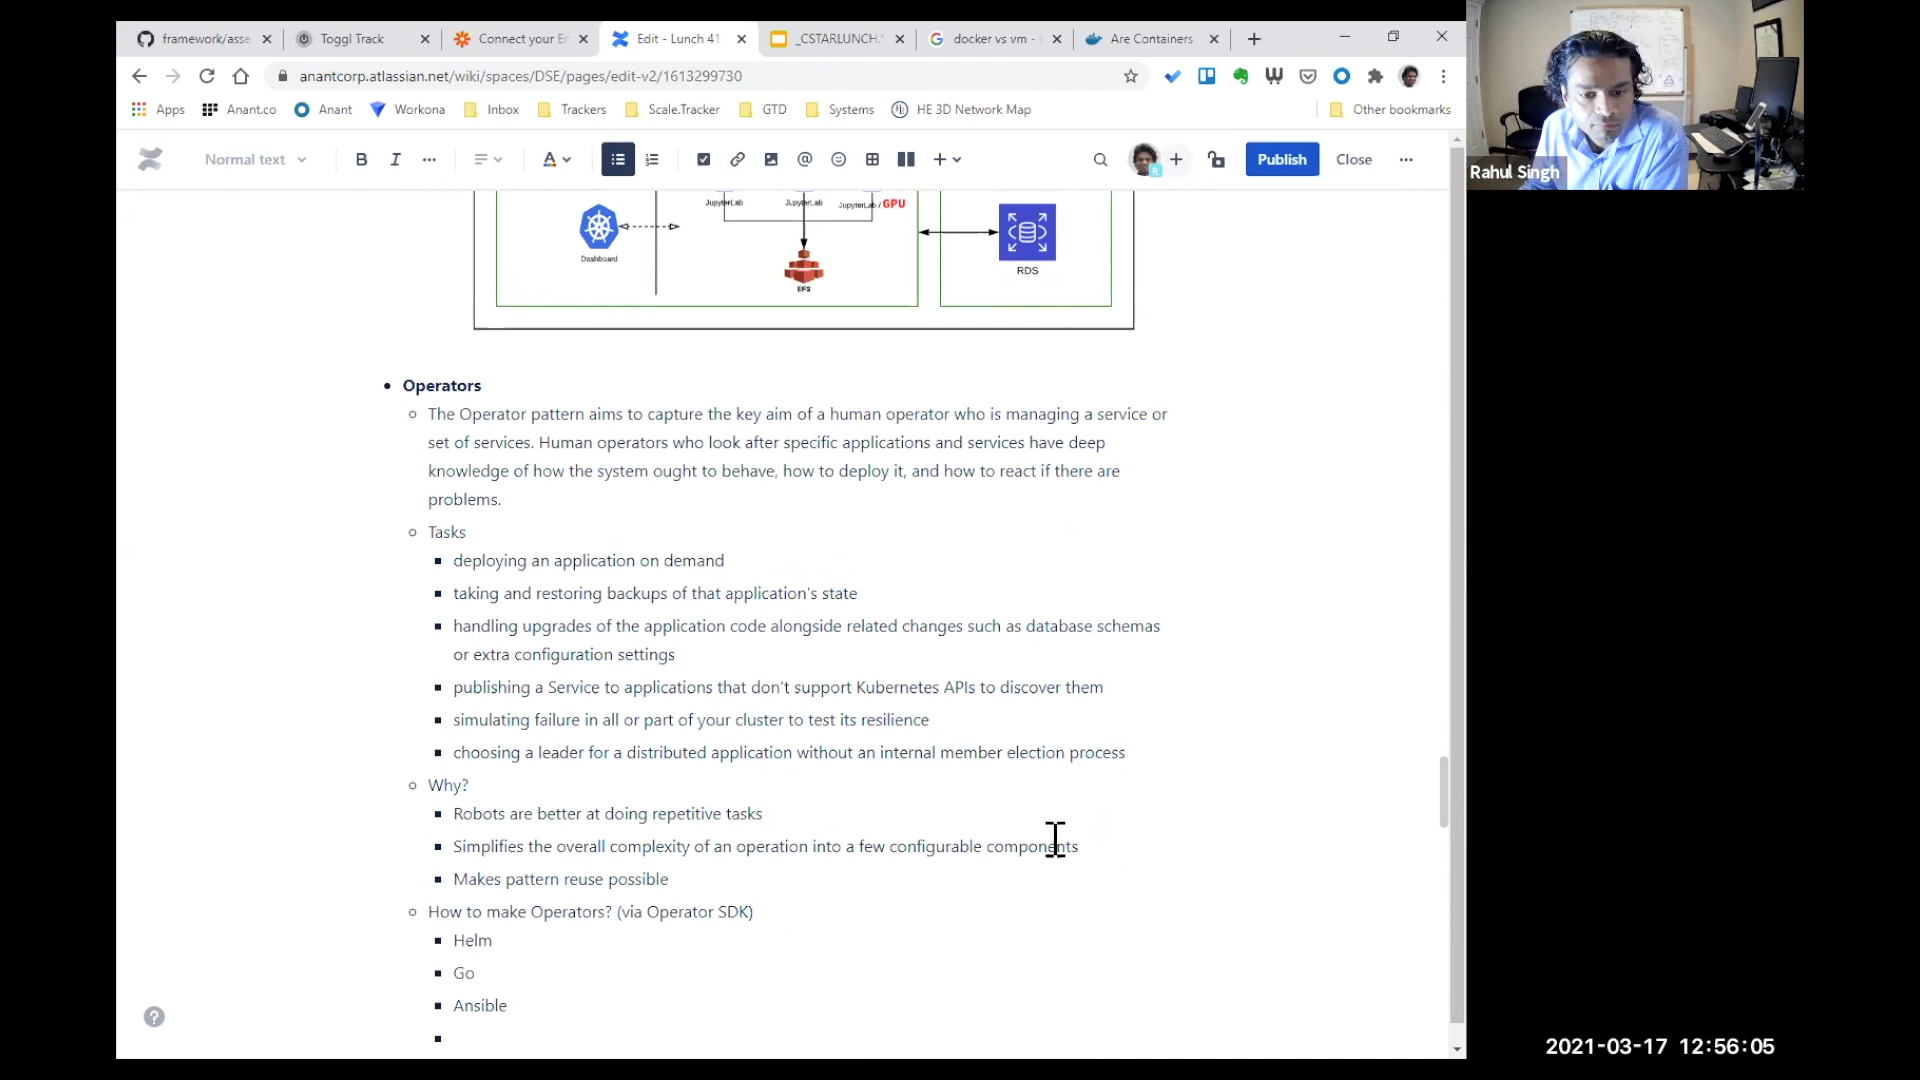 framework/asse
Toggl Track
Connect your E
Edit - Lunch 41
_CSTARLUNCH.
docker vs vm -
Are Containers
anantcorp.atlassian.net/wiki/spaces/DSE/pages/edit-v2/1613299730
Apps
Anant.co
Anant
Workona
Inbox
Trackers
Scale.Tracker
GTD
Systems
HE 3D Network Map
Other bookmarks
Rahul Singh
Normal text
Publish
Close
JupyterLab
JupyterLab
JupyterLab / GPU
Dashboard
EFS
RDS
Operators
The Operator pattern aims to capture the key aim of a human operator who is managing a service or
set of services. Human operators who look after specific applications and services have deep
knowledge of how the system ought to behave, how to deploy it, and how to react if there are
problems.
Tasks
deploying an application on demand
taking and restoring backups of that application's state
handling upgrades of the application code alongside related changes such as database schemas
or extra configuration settings
publishing a Service to applications that don't support Kubernetes APIs to discover them
simulating failure in all or part of your cluster to test its resilience
choosing a leader for a distributed application without an internal member election process
Why?
Robots are better at doing repetitive tasks
Simplifies the overall complexity of an operation into a few configurable components
Makes pattern reuse possible
How to make Operators? (via Operator SDK)
Helm
Go
Ansible
2021-03-17 12:56:05